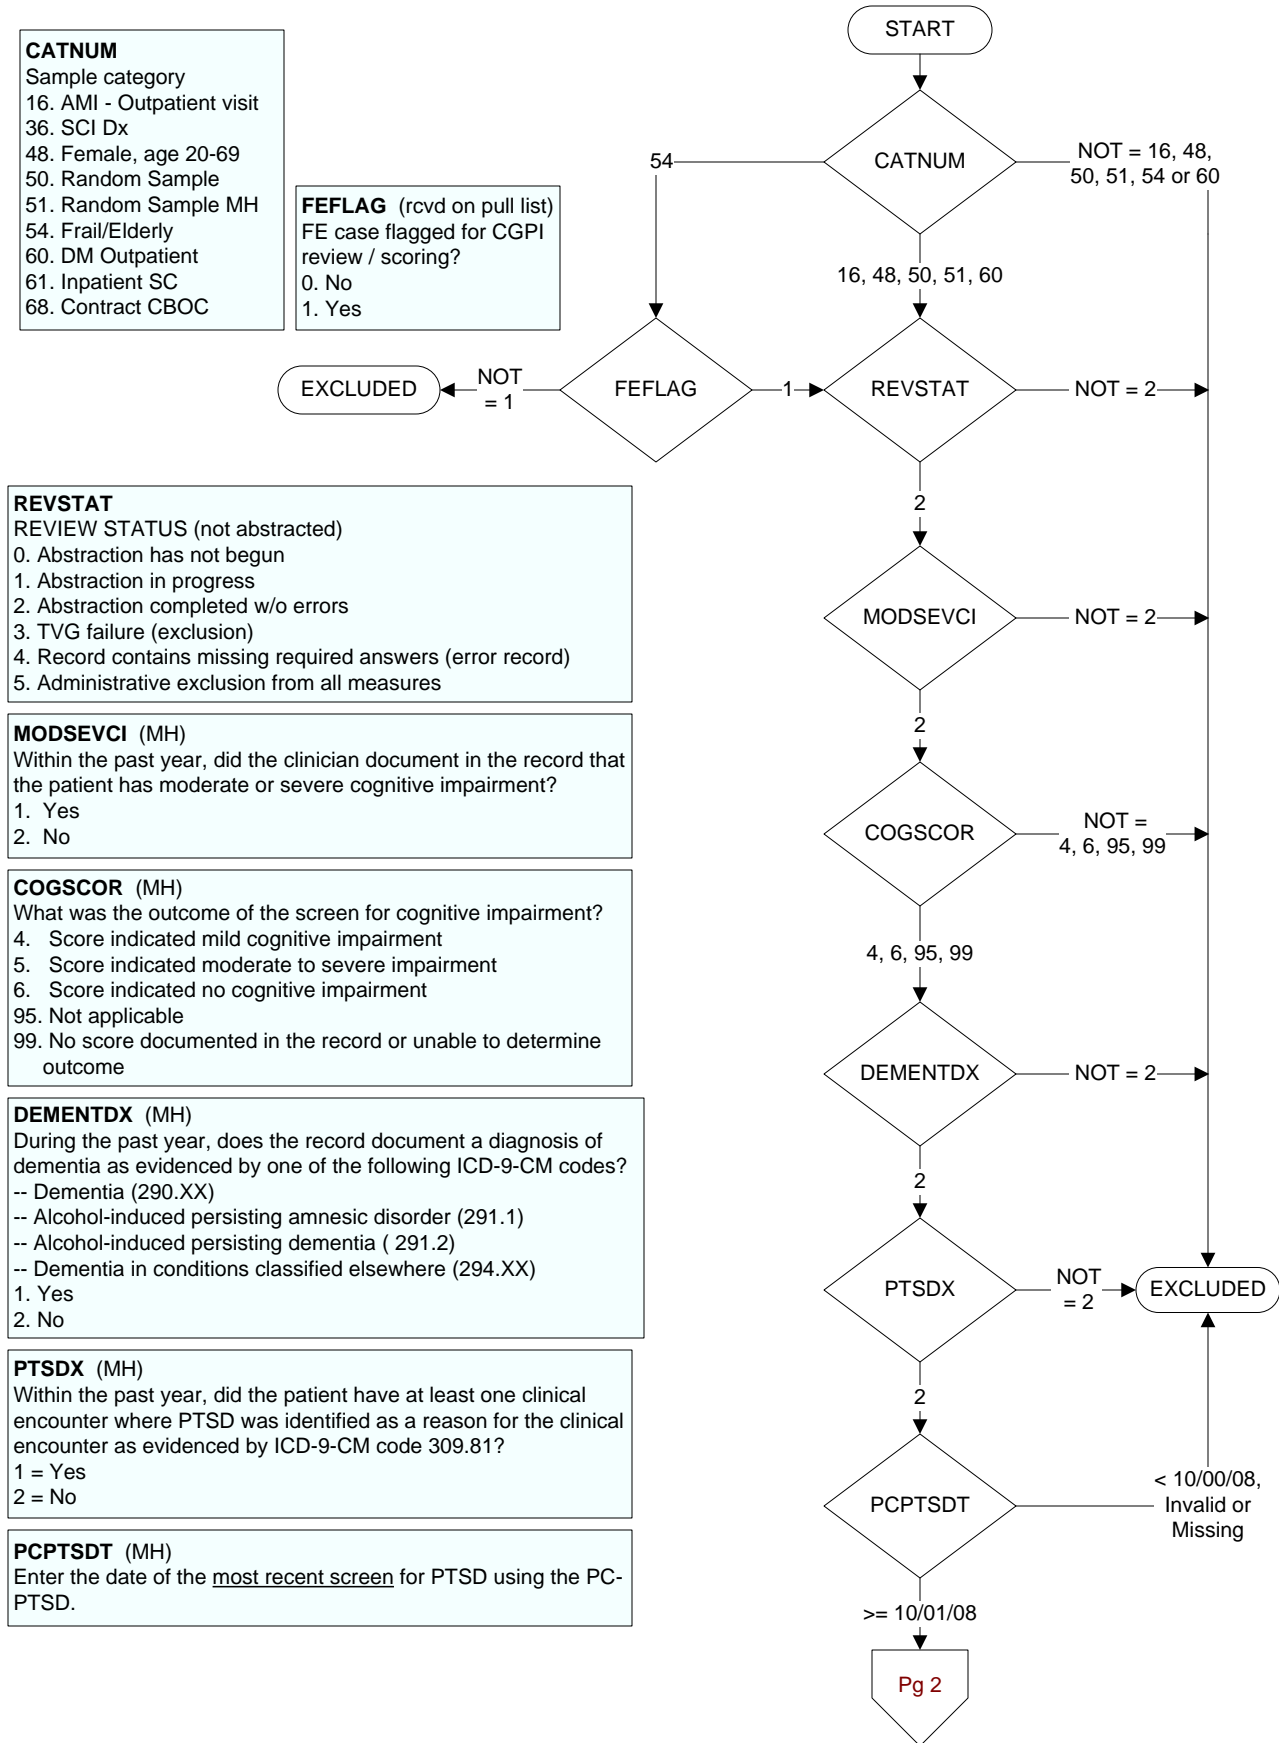 START
CATNUM
Sample category
16. AMI - Outpatient visit
36. SCI Dx
48. Female, age 20-69
50. Random Sample
51. Random Sample MH
54. Frail/Elderly
60. DM Outpatient
61. Inpatient SC
68. Contract CBOC
FEFLAG (rcvd on pull list)
FE case flagged for CGPI
review / scoring?
0. No
1. Yes
54
CATNUM
NOT = 16, 48,
50, 51, 54 or 60
16, 48, 50, 51, 60
EXCLUDED
NOT
= 1
FEFLAG
1
REVSTAT
NOT = 2
2
REVSTAT
REVIEW STATUS (not abstracted)
0. Abstraction has not begun
1. Abstraction in progress
2. Abstraction completed w/o errors
3. TVG failure (exclusion)
4. Record contains missing required answers (error record)
5. Administrative exclusion from all measures
MODSEVCI
NOT = 2
2
MODSEVCI (MH)
Within the past year, did the clinician document in the record that
the patient has moderate or severe cognitive impairment?
1. Yes
2. No
COGSCOR
NOT =
4, 6, 95, 99
4, 6, 95, 99
COGSCOR (MH)
What was the outcome of the screen for cognitive impairment?
4. Score indicated mild cognitive impairment
5. Score indicated moderate to severe impairment
6. Score indicated no cognitive impairment
95. Not applicable
99. No score documented in the record or unable to determine
outcome
DEMENTDX
NOT = 2
2
DEMENTDX (MH)
During the past year, does the record document a diagnosis of
dementia as evidenced by one of the following ICD-9-CM codes?
-- Dementia (290.XX)
-- Alcohol-induced persisting amnesic disorder (291.1)
-- Alcohol-induced persisting dementia ( 291.2)
-- Dementia in conditions classified elsewhere (294.XX)
1. Yes
2. No
PTSDX
NOT
= 2
EXCLUDED
2
PTSDX (MH)
Within the past year, did the patient have at least one clinical
encounter where PTSD was identified as a reason for the clinical
encounter as evidenced by ICD-9-CM code 309.81?
1 = Yes
2 = No
PCPTSDT
< 10/00/08,
Invalid or
Missing
PCPTSDT (MH)
Enter the date of the most recent screen for PTSD using the PC-
PTSD.
>= 10/01/08
Pg 2